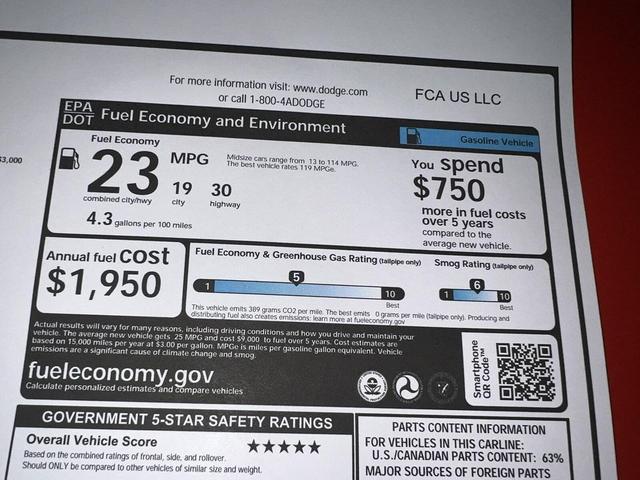 For more information visit: www.dodge.com
or call 1-800-4ADODGE
FCA US LLC
EPA
DOT
Fuel Economy and Environment
Gasoline Vehicle
$3,000
Fuel Economy
23 MPG
Midsize cars range from 13 to 114 MPG.
The best vehicle rates 119 MPGe.
19 30
combined city/hwy city highway
4.3 gallons per 100 miles
You spend
$750
more in fuel costs
over 5 years
compared to the
average new vehicle.
Annual fuel cost
$1,950
Fuel Economy & Greenhouse Gas Rating (tailpipe only)
1 5 10
Best
Smog Rating (tailpipe only)
1 6 10
Best
This vehicle emits 389 grams CO2 per mile. The best emits 0 grams per mile (tailpipe only). Producing and
distributing fuel also creates emissions: learn more at fueleconomy.gov
Actual results will vary for many reasons, including driving conditions and how you drive and maintain your
vehicle. The average new vehicle gets 25 MPG and cost $9,000 to fuel over 5 years. Cost estimates are
based on 15,000 miles per year at $3.00 per gallon. MPGe is miles per gasoline gallon equivalent. Vehicle
emissions are a significant cause of climate change and smog.
fueleconomy.gov
Calculate personalized estimates and compare vehicles
Smartphone
QR Code™
GOVERNMENT 5-STAR SAFETY RATINGS
Overall Vehicle Score ★★★★★
Based on the combined ratings of frontal, side, and rollover.
Should ONLY be compared to other vehicles of similar size and weight.
PARTS CONTENT INFORMATION
FOR VEHICLES IN THIS CARLINE:
U.S./CANADIAN PARTS CONTENT: 63%
MAJOR SOURCES OF FOREIGN PARTS